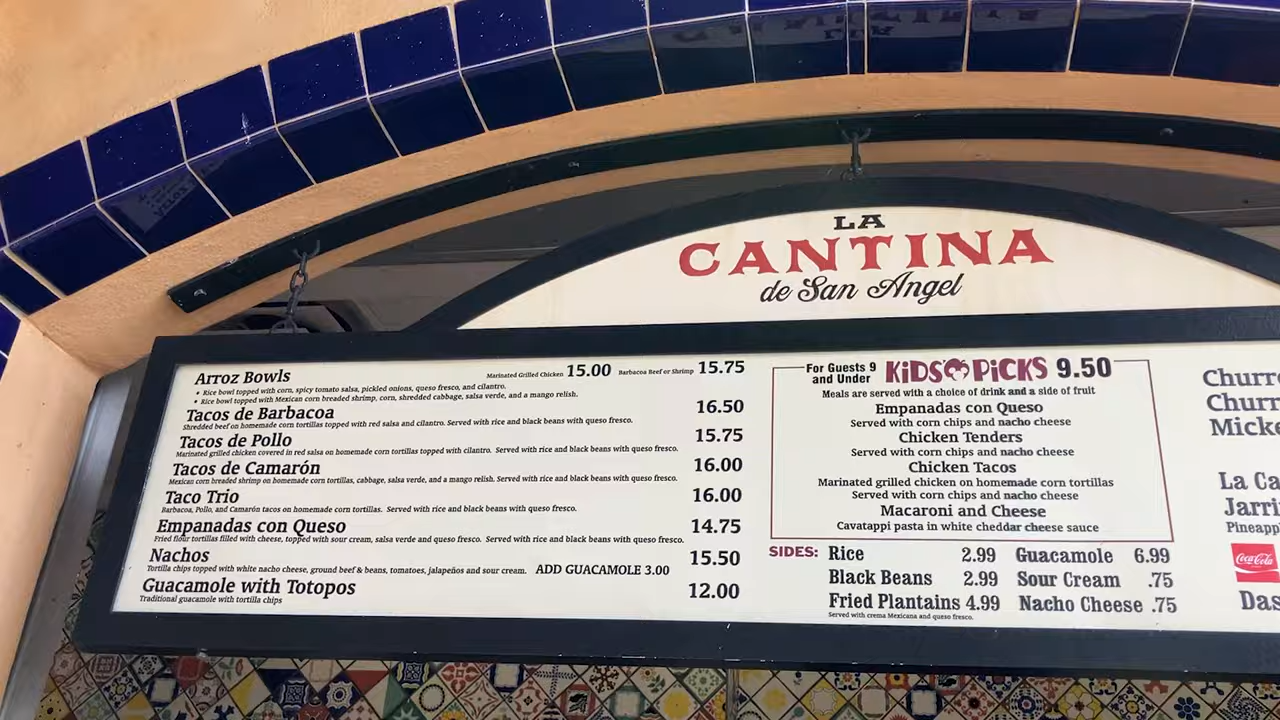 LA
CANTINA
de San Angel
Arroz Bowls Marinated Grilled Chicken 15.00 Barbacoa Beef or Shrimp 15.75
• Rice bowl topped with corn, spicy tomato salsa, pickled onions, queso fresco, and cilantro.
• Rice bowl topped with Mexican corn breaded shrimp, corn, shredded cabbage, salsa verde, and a mango relish.
Tacos de Barbacoa 16.50
Shredded beef on homemade corn tortillas topped with red salsa and cilantro. Served with rice and black beans with queso fresco.
Tacos de Pollo 15.75
Marinated grilled chicken covered in red salsa on homemade corn tortillas topped with cilantro. Served with rice and black beans with queso fresco.
Tacos de Camarón 16.00
Mexican corn breaded shrimp on homemade corn tortillas, cabbage, salsa verde, and a mango relish. Served with rice and black beans with queso fresco.
Taco Trio 16.00
Barbacoa, Pollo, and Camarón tacos on homemade corn tortillas. Served with rice and black beans with queso fresco.
Empanadas con Queso 14.75
Fried flour tortillas filled with cheese, topped with sour cream, salsa verde and queso fresco. Served with rice and black beans with queso fresco.
Nachos 15.50
Tortilla chips topped with white nacho cheese, ground beef & beans, tomatoes, jalapeños and sour cream. ADD GUACAMOLE 3.00
Guacamole with Totopos 12.00
Traditional guacamole with tortilla chips
For Guests 9
and Under
KiDS PiCKS 9.50
Meals are served with a choice of drink and a side of fruit
Empanadas con Queso
Served with corn chips and nacho cheese
Chicken Tenders
Served with corn chips and nacho cheese
Chicken Tacos
Marinated grilled chicken on homemade corn tortillas
Served with corn chips and nacho cheese
Macaroni and Cheese
Cavatappi pasta in white cheddar cheese sauce
SIDES: Rice 2.99 Guacamole 6.99
Black Beans 2.99 Sour Cream .75
Fried Plantains 4.99 Nacho Cheese .75
Served with crema Mexicana and queso fresco.
Churr
Churr
Micke
La Ca
Jarri
Pineapp
Coca-Cola
Das